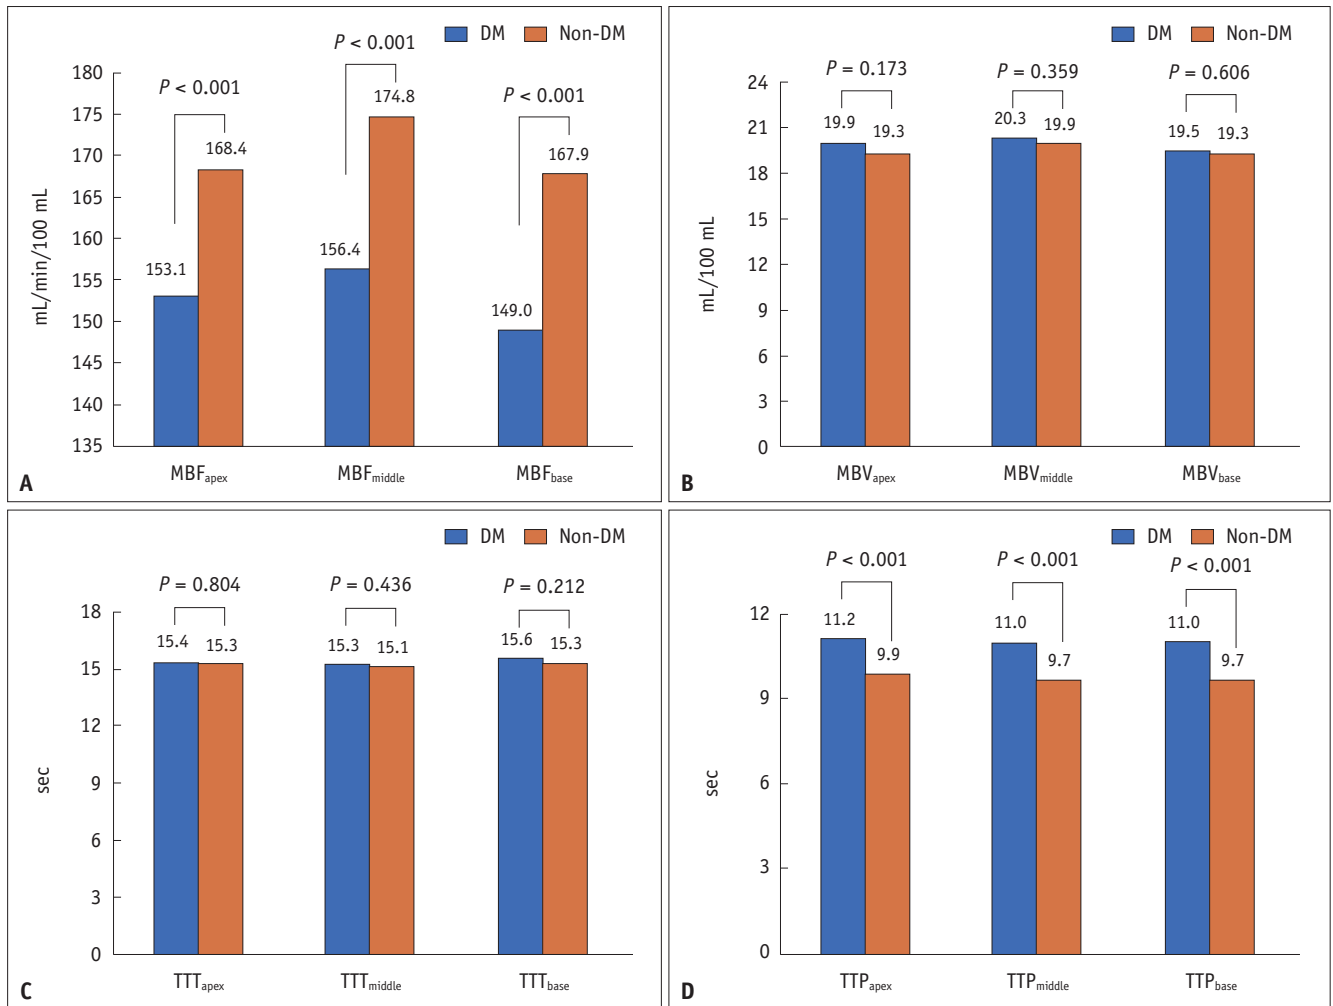 DM Non-DM
P < 0.001
P < 0.001
P < 0.001
180
175
170
165
160
155
150
145
140
135
mL/min/100 mL
153.1
168.4
156.4
174.8
149.0
167.9
MBFapex
MBFmiddle
MBFbase
A
DM Non-DM
P = 0.173
P = 0.359
P = 0.606
24
21
18
15
12
9
6
3
0
mL/100 mL
19.9
19.3
20.3
19.9
19.5
19.3
MBVapex
MBVmiddle
MBVbase
B
DM Non-DM
P = 0.804
P = 0.436
P = 0.212
18
15
12
9
6
3
0
sec
15.4
15.3
15.3
15.1
15.6
15.3
TTTapex
TTTmiddle
TTTbase
C
DM Non-DM
P < 0.001
P < 0.001
P < 0.001
12
9
6
3
0
sec
11.2
9.9
11.0
9.7
11.0
9.7
TTPapex
TTPmiddle
TTPbase
D